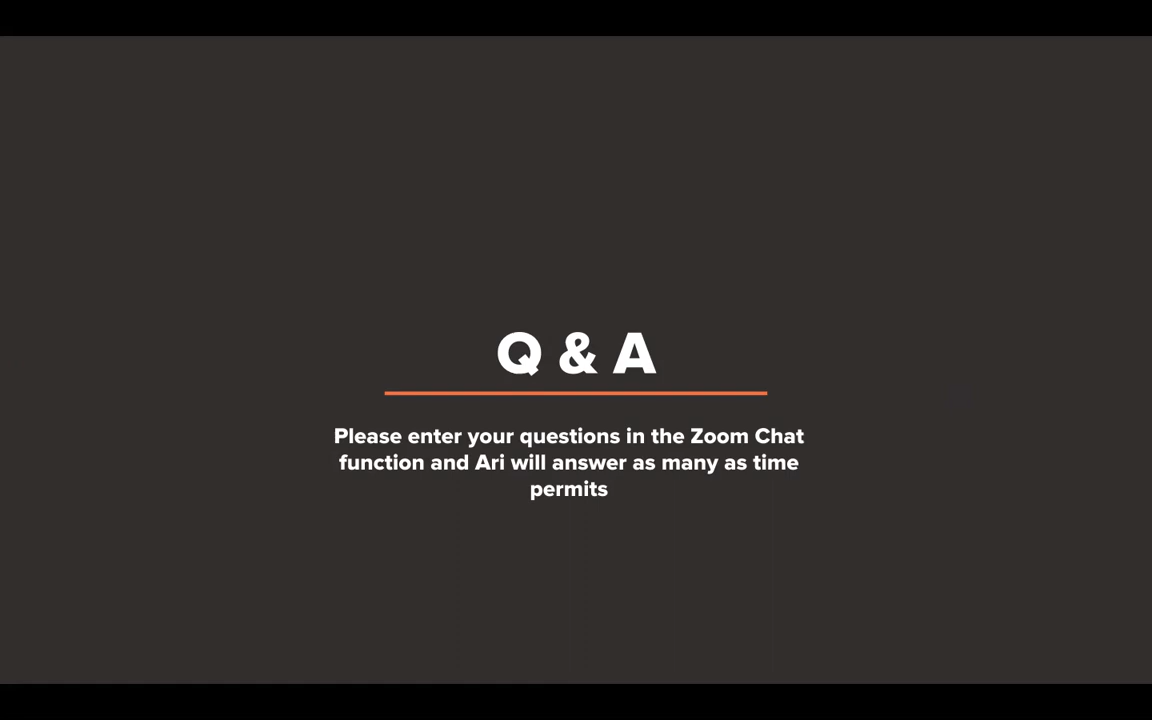 Q & A
Please enter your questions in the Zoom Chat
function and Ari will answer as many as time
permits